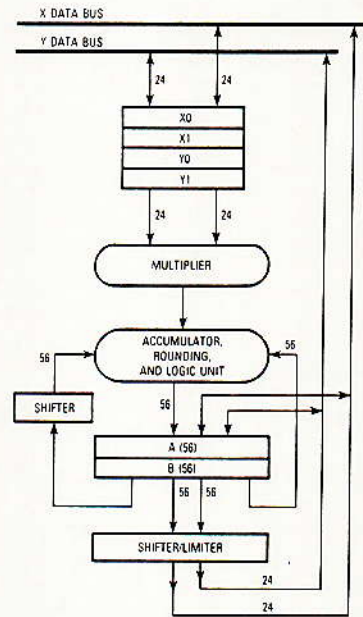 X DATA BUS
Y DATA BUS
24
24
X0
X1
Y0
Y1
24
24
MULTIPLIER
ACCUMULATOR,
ROUNDING,
AND LOGIC UNIT
56
56
56
SHIFTER
A (56)
B (56)
56
56
SHIFTER/LIMITER
24
24